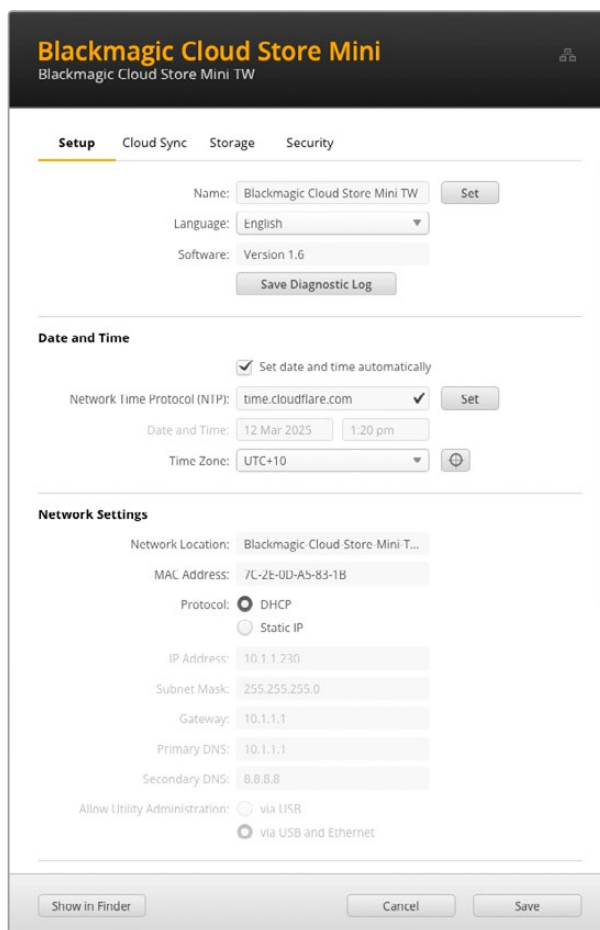 Blackmagic Cloud Store Mini
Blackmagic Cloud Store Mini TW
Setup Cloud Sync Storage Security
Name: Blackmagic Cloud Store Mini TW Set
Language: English
Software: Version 1.6
Save Diagnostic Log
Date and Time
Set date and time automatically
Network Time Protocol (NTP): time.cloudflare.com Set
Date and Time: 12 Mar 2025 1:20 pm
Time Zone: UTC+10
Network Settings
Network Location: Blackmagic-Cloud-Store-Mini-T...
MAC Address: 7C-2E-0D-A5-83-1B
Protocol: DHCP
Static IP
IP Address: 10.1.1.230
Subnet Mask: 255.255.255.0
Gateway: 10.1.1.1
Primary DNS: 10.1.1.1
Secondary DNS: 8.8.8.8
Allow Utility Administration: via USB
via USB and Ethernet
Show in Finder Cancel Save